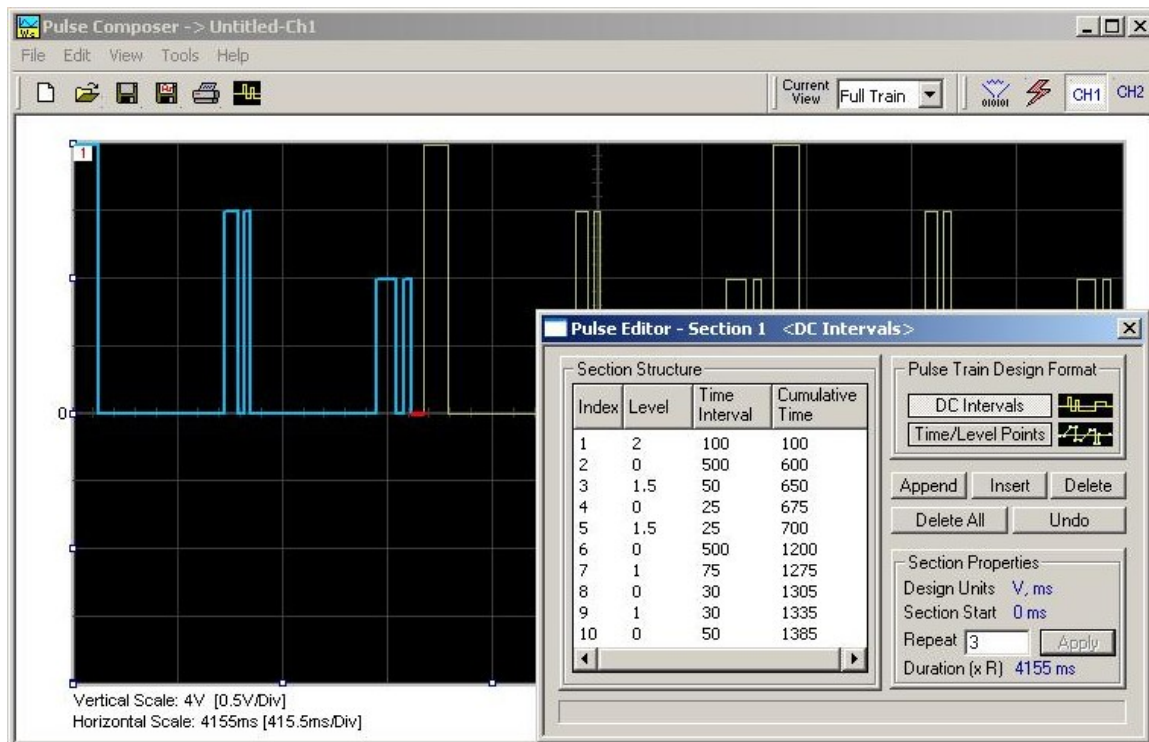 Pulse Composer -> Untitled-Ch1
File Edit View Tools Help
Current View Full Train 010101 CH1 CH2
1
0
Vertical Scale: 4V [0.5V/Div]
Horizontal Scale: 4155ms [415.5ms/Div]
Pulse Editor - Section 1 <DC Intervals>
Section Structure
Index Level Time Interval Cumulative Time
1 2 100 100
2 0 500 600
3 1.5 50 650
4 0 25 675
5 1.5 25 700
6 0 500 1200
7 1 75 1275
8 0 30 1305
9 1 30 1335
10 0 50 1385
Pulse Train Design Format
DC Intervals
Time/Level Points
Append Insert Delete
Delete All Undo
Section Properties
Design Units V, ms
Section Start 0 ms
Repeat 3 Apply
Duration (x R) 4155 ms